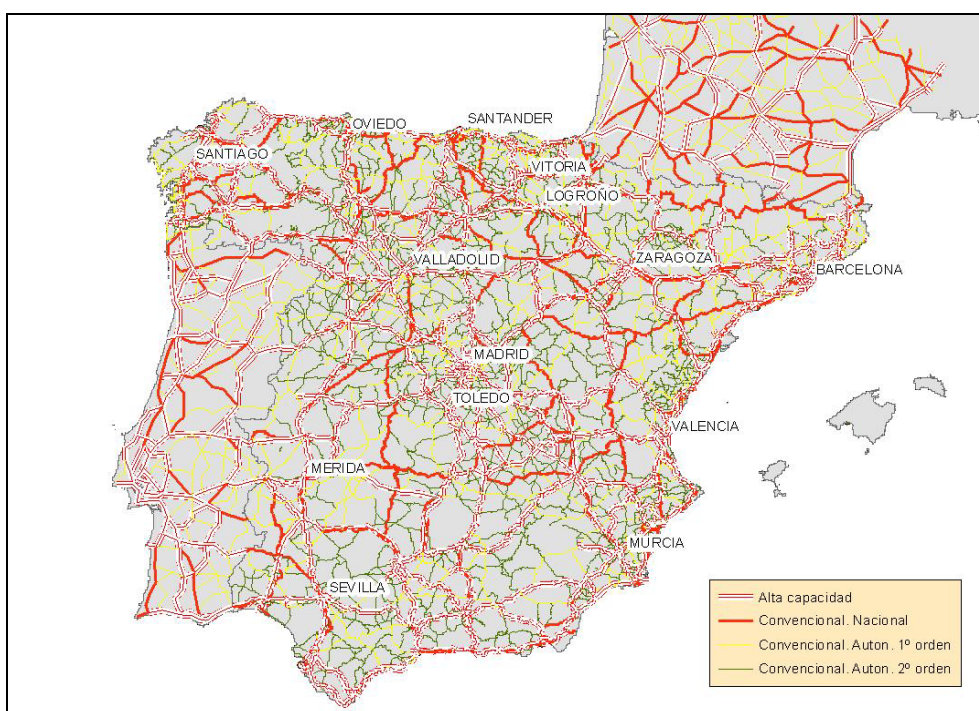 OVIEDO
SANTANDER
SANTIAGO
VITORIA
LOGROÑO
VALLADOLID
ZARAGOZA
BARCELONA
MADRID
TOLEDO
VALENCIA
MERIDA
MURCIA
SEVILLA
Alta capacidad
Convencional. Nacional
Convencional. Auton. 1º orden
Convencional. Auton. 2º orden